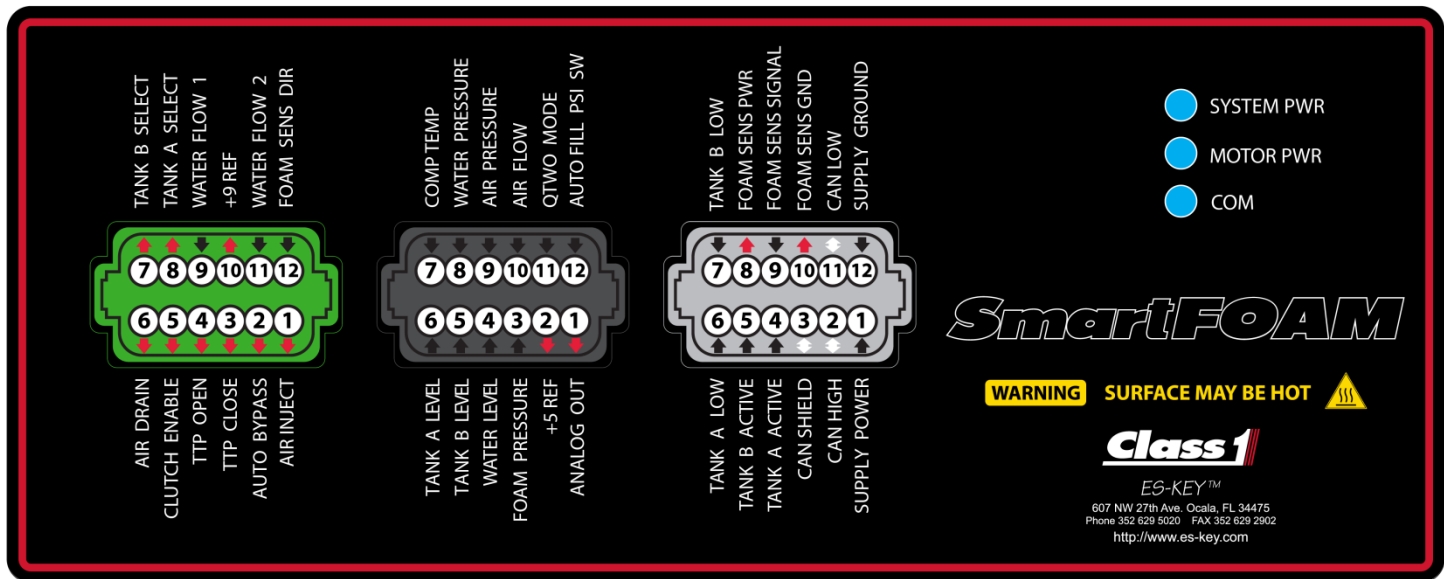 TANK B SELECT
TANK A SELECT
WATER FLOW 1
+9 REF
WATER FLOW 2
FOAM SENS DIR
7 8 9 10 11 12
6 5 4 3 2 1
AIR DRAIN
CLUTCH ENABLE
TTP OPEN
TTP CLOSE
AUTO BYPASS
AIR INJECT
COMP TEMP
WATER PRESSURE
AIR PRESSURE
AIR FLOW
QTWO MODE
AUTO FILL PSI SW
7 8 9 10 11 12
6 5 4 3 2 1
TANK A LEVEL
TANK B LEVEL
WATER LEVEL
FOAM PRESSURE
+5 REF
ANALOG OUT
TANK B LOW
FOAM SENS PWR
FOAM SENS SIGNAL
FOAM SENS GND
CAN LOW
SUPPLY GROUND
7 8 9 10 11 12
6 5 4 3 2 1
TANK A LOW
TANK B ACTIVE
TANK A ACTIVE
CAN SHIELD
CAN HIGH
SUPPLY POWER
SYSTEM PWR
MOTOR PWR
COM
SmartFOAM
WARNING SURFACE MAY BE HOT
Class 1
ES-KEY™
607 NW 27th Ave. Ocala, FL 34475
Phone 352 629 5020 FAX 352 629 2902
http://www.es-key.com